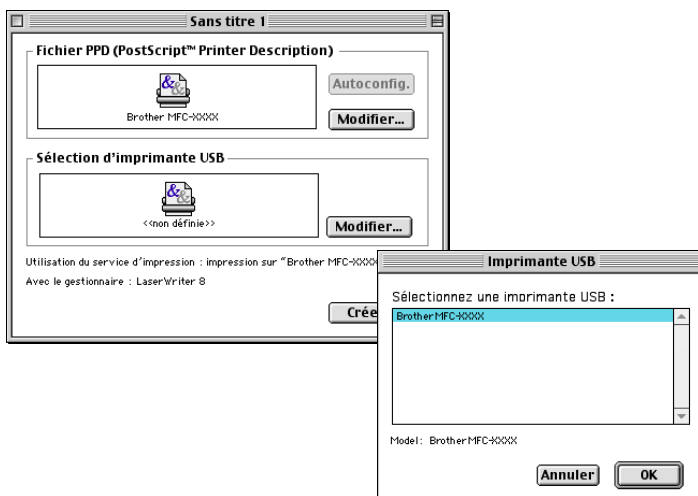 Sans titre 1
Fichier PPD (PostScript™ Printer Description)
&&
Brother MFC-XXXX
Autoconfig.
Modifier...
Sélection d'imprimante USB
&&
<<non définie>>
Modifier...
Utilisation du service d'impression : impression sur "Brother MFC-XXXX
Avec le gestionnaire : LaserWriter 8
Crée
Imprimante USB
Sélectionnez une imprimante USB :
Brother MFC-XXXX
Model : Brother MFC-XXXX
Annuler
OK